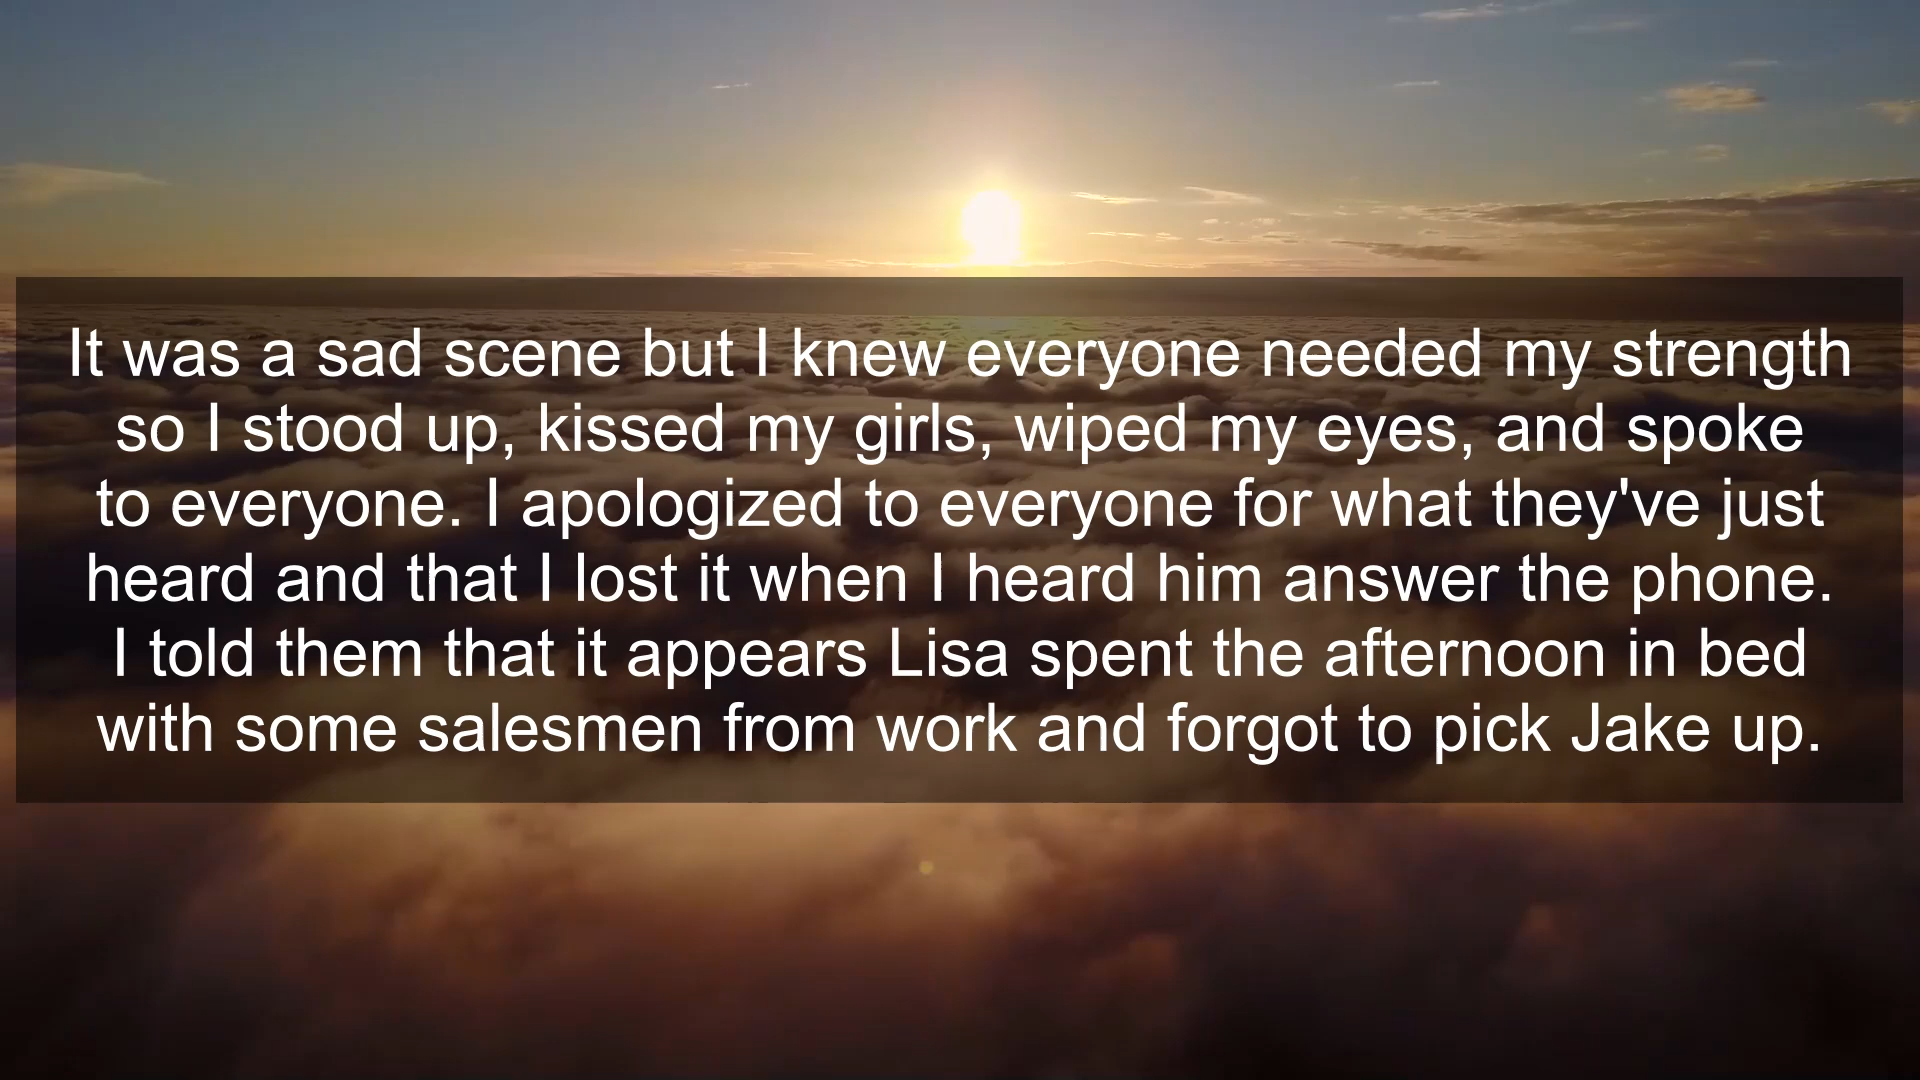 It was a sad scene but I knew everyone needed my strength
so I stood up, kissed my girls, wiped my eyes, and spoke
to everyone. I apologized to everyone for what they've just
heard and that I lost it when I heard him answer the phone.
I told them that it appears Lisa spent the afternoon in bed
with some salesmen from work and forgot to pick Jake up.